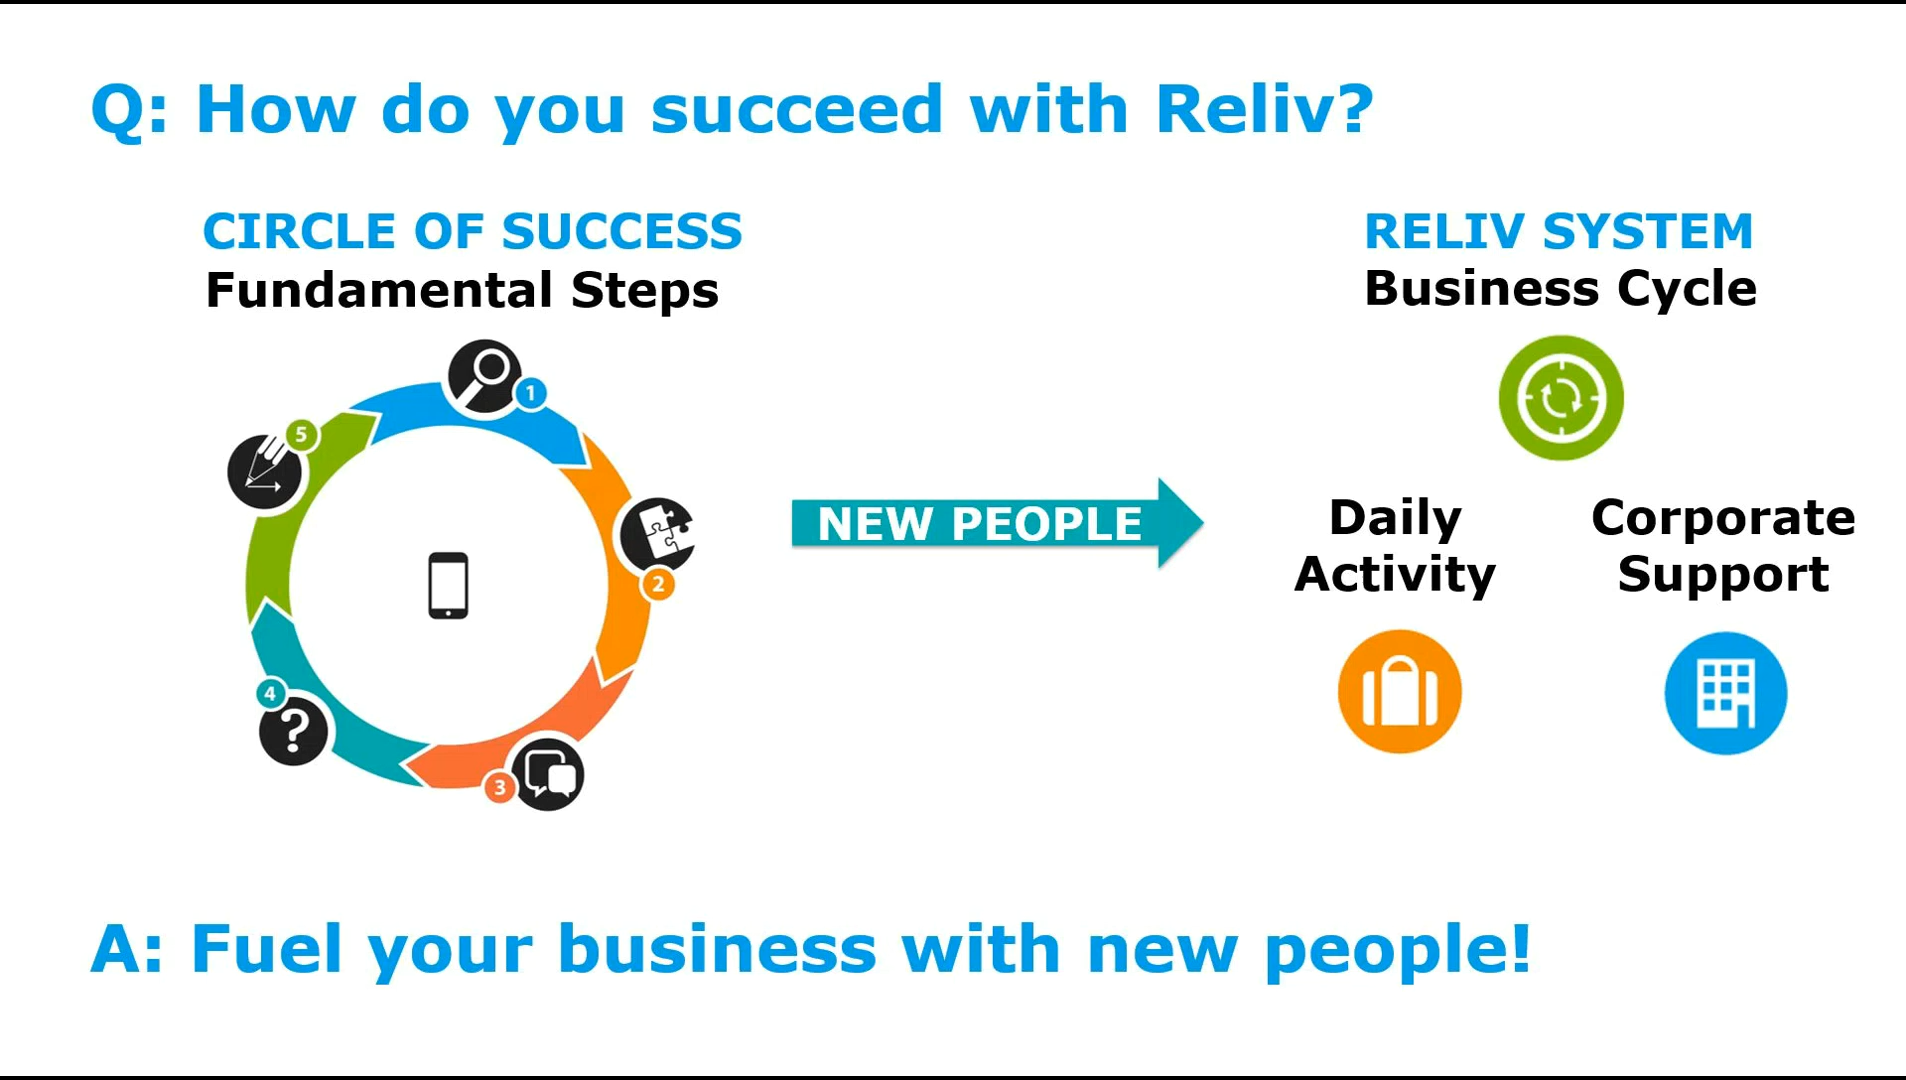 Q: How do you succeed with Reliv?
CIRCLE OF SUCCESS
Fundamental Steps
1
2
3
4
5
NEW PEOPLE
RELIV SYSTEM
Business Cycle
Daily
Activity
Corporate
Support
A: Fuel your business with new people!